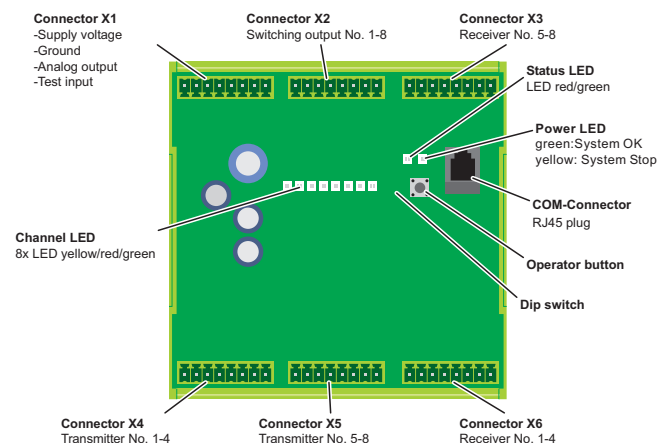 Connector X1
-Supply voltage
-Ground
-Analog output
-Test input
Connector X2
Switching output No. 1-8
Connector X3
Receiver No. 5-8
Status LED
LED red/green
Power LED
green:System OK
yellow: System Stop
COM-Connector
RJ45 plug
Channel LED
8x LED yellow/red/green
Operator button
Dip switch
Connector X4
Transmitter No. 1-4
Connector X5
Transmitter No. 5-8
Connector X6
Receiver No. 1-4